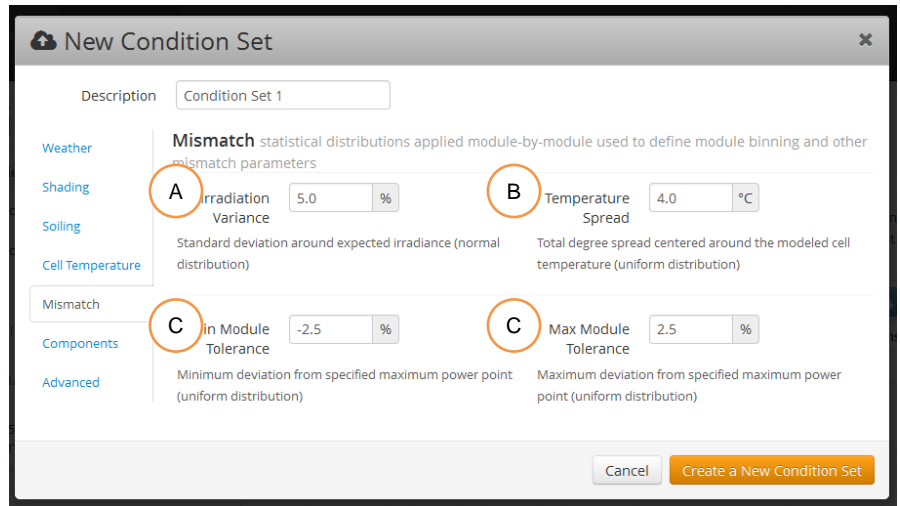 New Condition Set
Description
Condition Set 1
Weather
Shading
Soiling
Cell Temperature
Mismatch
Components
Advanced
Mismatch statistical distributions applied module-by-module used to define module binning and other
mismatch parameters
A
rradiation
Variance
5.0
%
Standard deviation around expected irradiance (normal
distribution)
B
Temperature
Spread
4.0
°C
Total degree spread centered around the modeled cell
temperature (uniform distribution)
C
in Module
Tolerance
-2.5
%
Minimum deviation from specified maximum power point
(uniform distribution)
C
Max Module
Tolerance
2.5
%
Maximum deviation from specified maximum power
point (uniform distribution)
Cancel
Create a New Condition Set